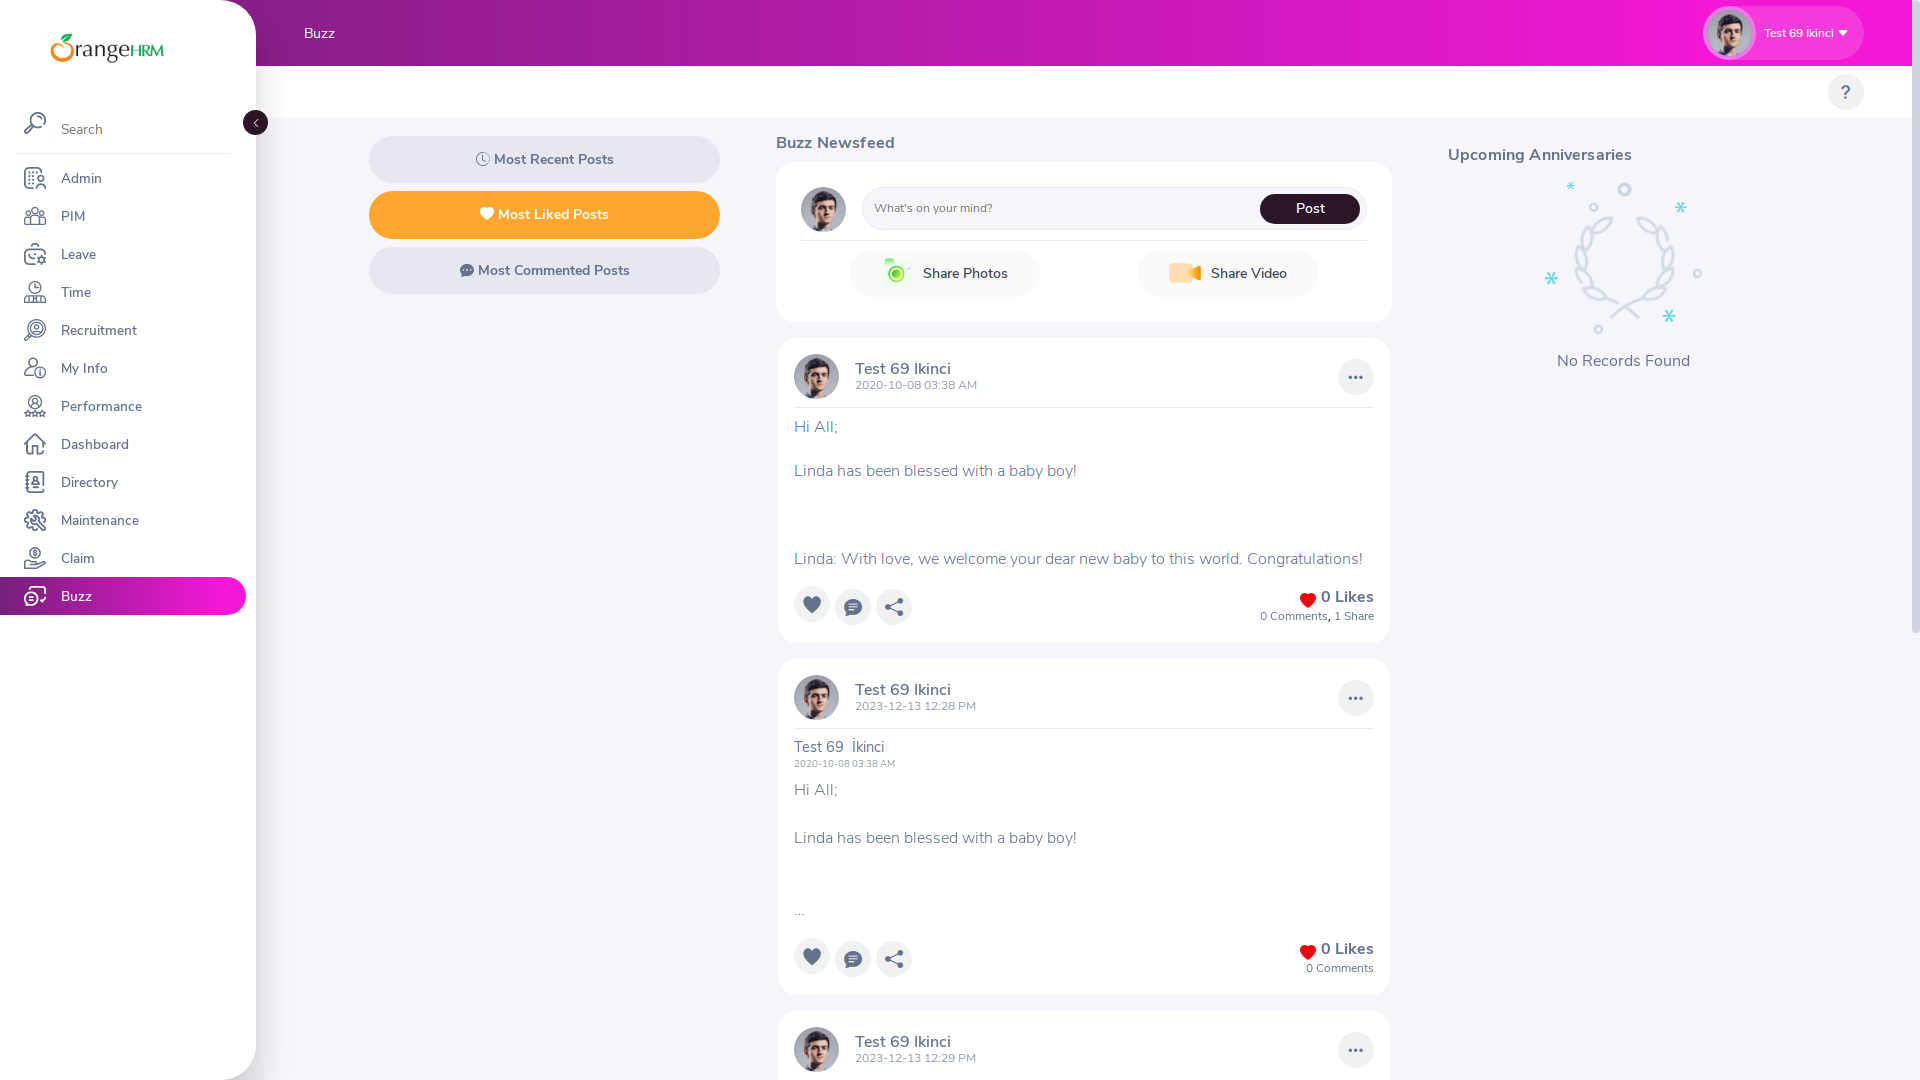 OrangeHRM
Search
Admin
PIM
Leave
Time
Recruitment
My Info
Performance
Dashboard
Directory
Maintenance
Claim
Buzz
Buzz
Test 69 İkinci
?
Most Recent Posts
Most Liked Posts
Most Commented Posts
Buzz Newsfeed
What's on your mind?
Post
Share Photos
Share Video
Test 69 Ikinci
2020-10-08 03:38 AM
Hi All;
Linda has been blessed with a baby boy!
Linda: With love, we welcome your dear new baby to this world. Congratulations!
0 Likes
0 Comments, 1 Share
Test 69 Ikinci
2023-12-13 12:28 PM
Test 69 İkinci
2020-10-08 03:38 AM
Hi All;
Linda has been blessed with a baby boy!
...
0 Likes
0 Comments
Test 69 Ikinci
2023-12-13 12:29 PM
Upcoming Anniversaries
No Records Found